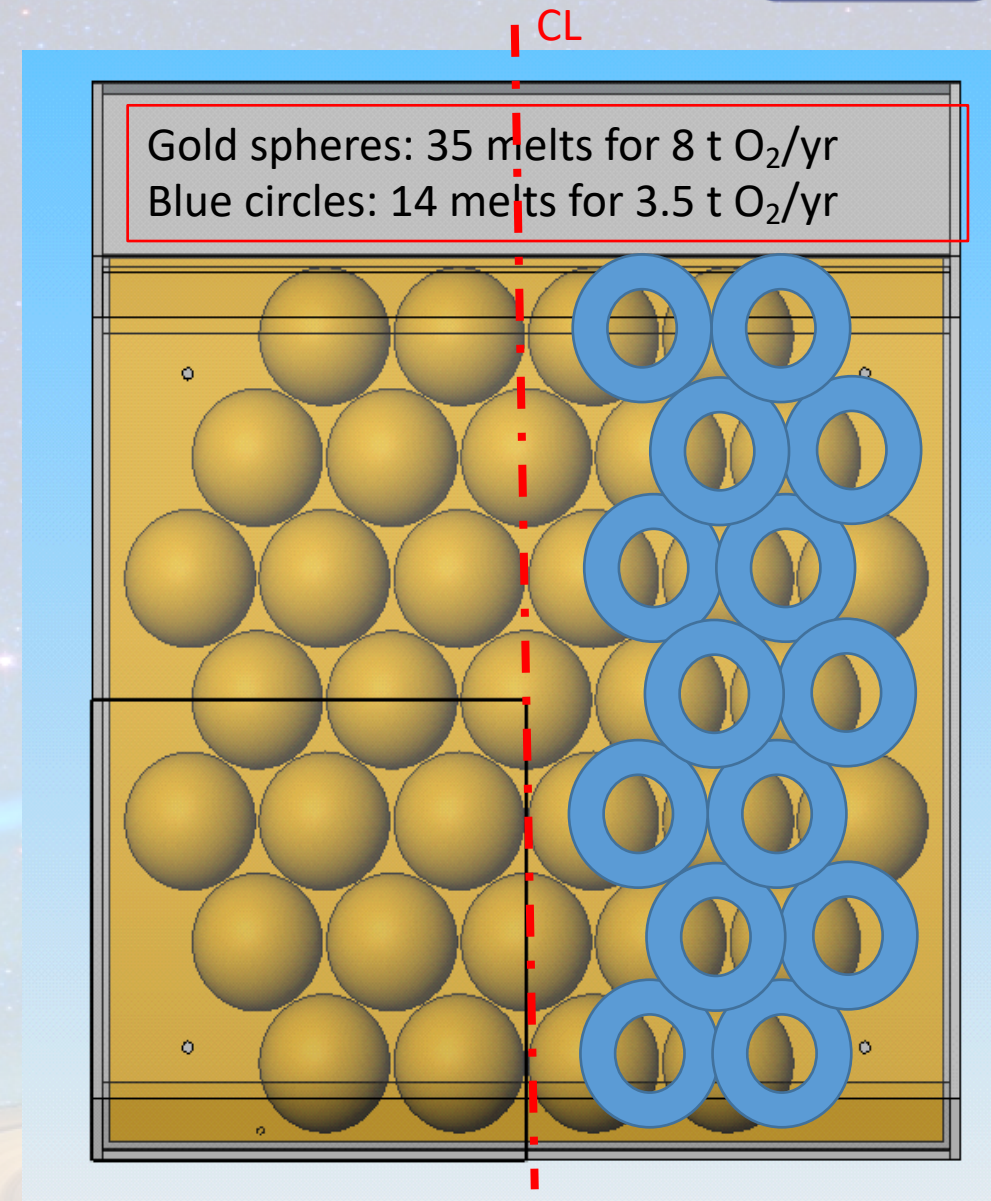 CL
Gold spheres: 35 melts for 8 t O₂/yr
Blue circles: 14 melts for 3.5 t O₂/yr